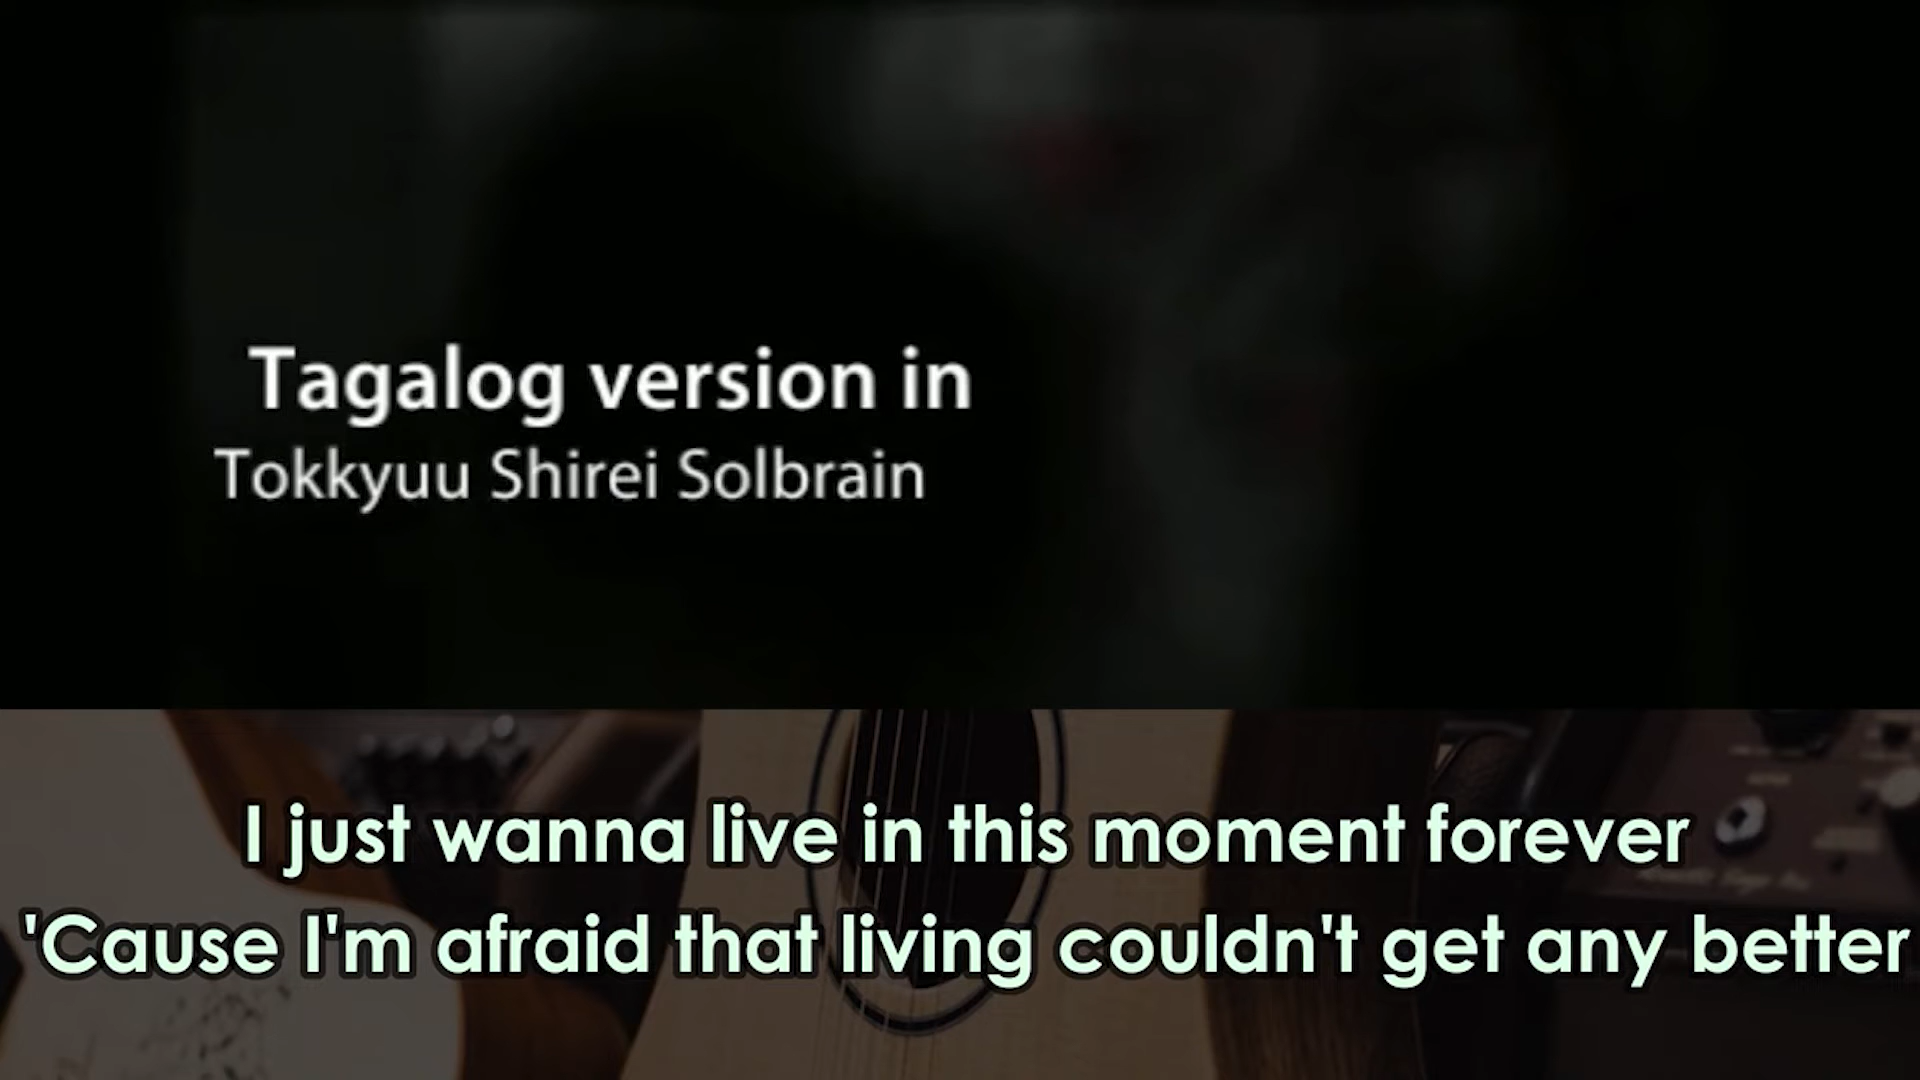 Tagalog version in
Tokkyuu Shirei Solbrain
I just wanna live in this moment forever
'Cause I'm afraid that living couldn't get any better